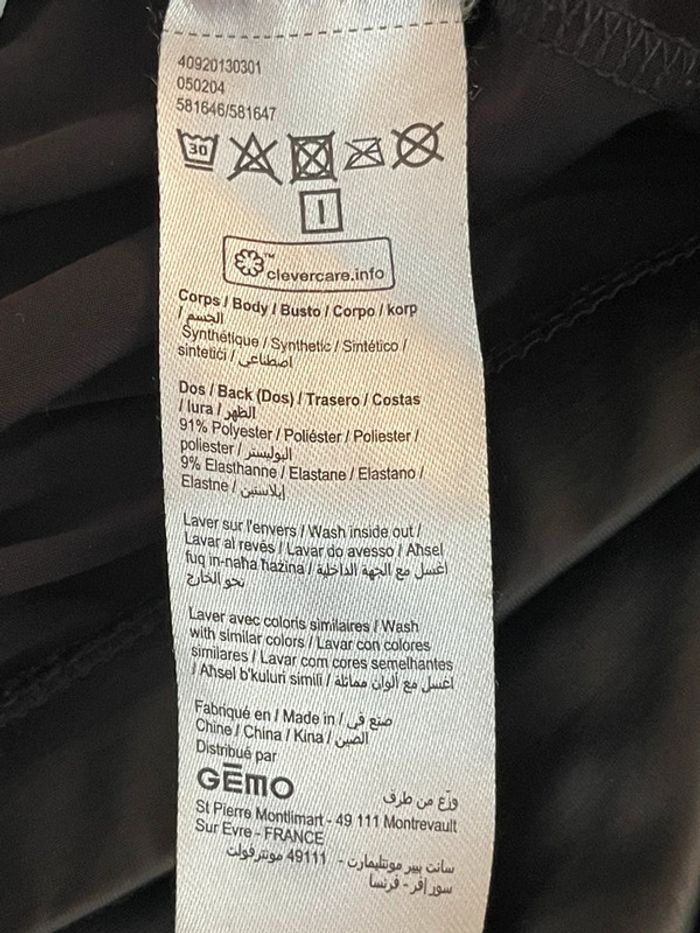 40920130301
050204
581646/581647
30
clevercare.info™
Corps / Body / Busto / Corpo / korp
/ الجسم
Synthétique / Synthetic / Sintético /
sintetiċi / اصطناعي
Dos / Back (Dos) / Trasero / Costas
/ lura / الظهر
91% Polyester / Poliéster / Poliester /
poliester / البوليستر
9% Elasthanne / Elastane / Elastano /
Elastne / إيلاستين
Laver sur l'envers / Wash inside out /
Lavar al revés / Lavar do avesso / Aħsel
fuq in-naħa ħażina / اغسل مع الجهة الداخلية
نحو الخارج
Laver avec coloris similaires / Wash
with similar colors / Lavar con colores
similares / Lavar com cores semelhantes
/ Aħsel b'kuluri simili / اغسل مع ألوان مماثلة
Fabriqué en / Made in / صنع في
Chine / China / Kina / الصين
Distribué par
GĒMO
وزّع من طرف
St Pierre Montlimart - 49 111 Montrevault
Sur Evre - FRANCE
سانت بيير مونتليمارت - 49111 مونترفولت
سور إفر - فرنسا